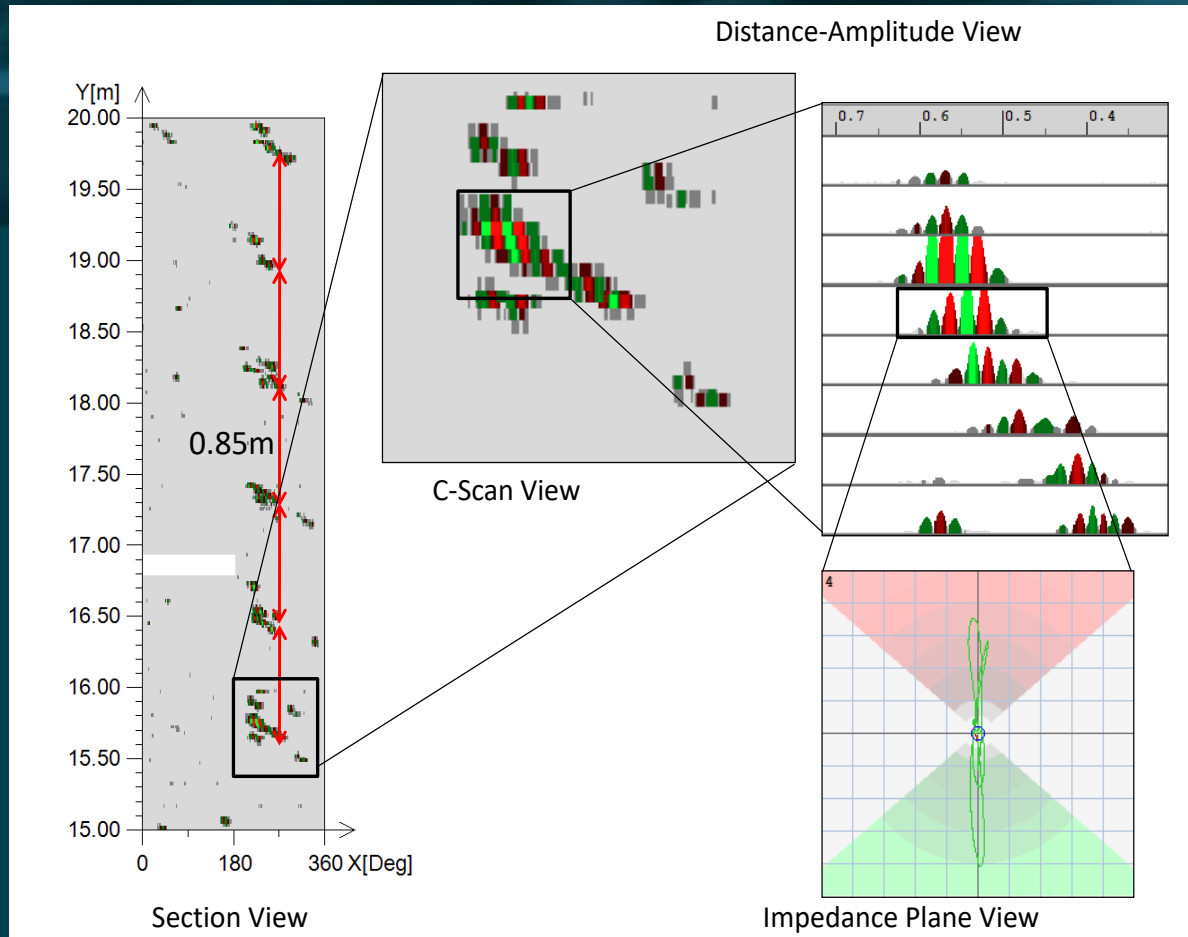 Distance-Amplitude View
Y[m]
20.00
19.50
19.00
18.50
18.00
17.50
17.00
16.50
16.00
15.50
15.00
0.85m
0 180 360 X[Deg]
Section View
C-Scan View
0.7 0.6 0.5 0.4
4
Impedance Plane View